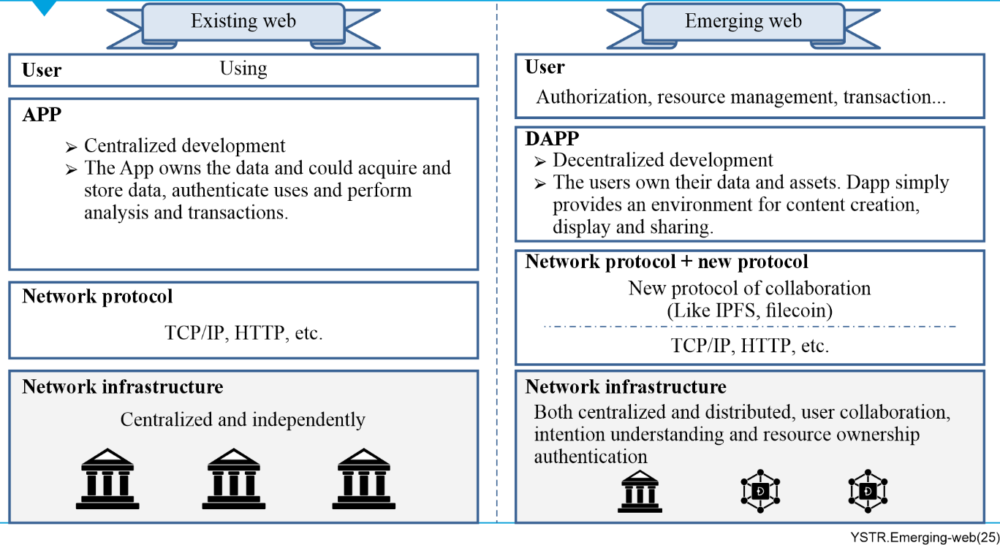 Existing web
User
Using
APP
➢ Centralized development
➢ The App owns the data and could acquire and
store data, authenticate uses and perform
analysis and transactions.
Network protocol
TCP/IP, HTTP, etc.
Network infrastructure
Centralized and independently
Emerging web
User
Authorization, resource management, transaction...
DAPP
➢ Decentralized development
➢ The users own their data and assets. Dapp simply
provides an environment for content creation,
display and sharing.
Network protocol + new protocol
New protocol of collaboration
(Like IPFS, filecoin)
TCP/IP, HTTP, etc.
Network infrastructure
Both centralized and distributed, user collaboration,
intention understanding and resource ownership
authentication
YSTR.Emerging-web(25)